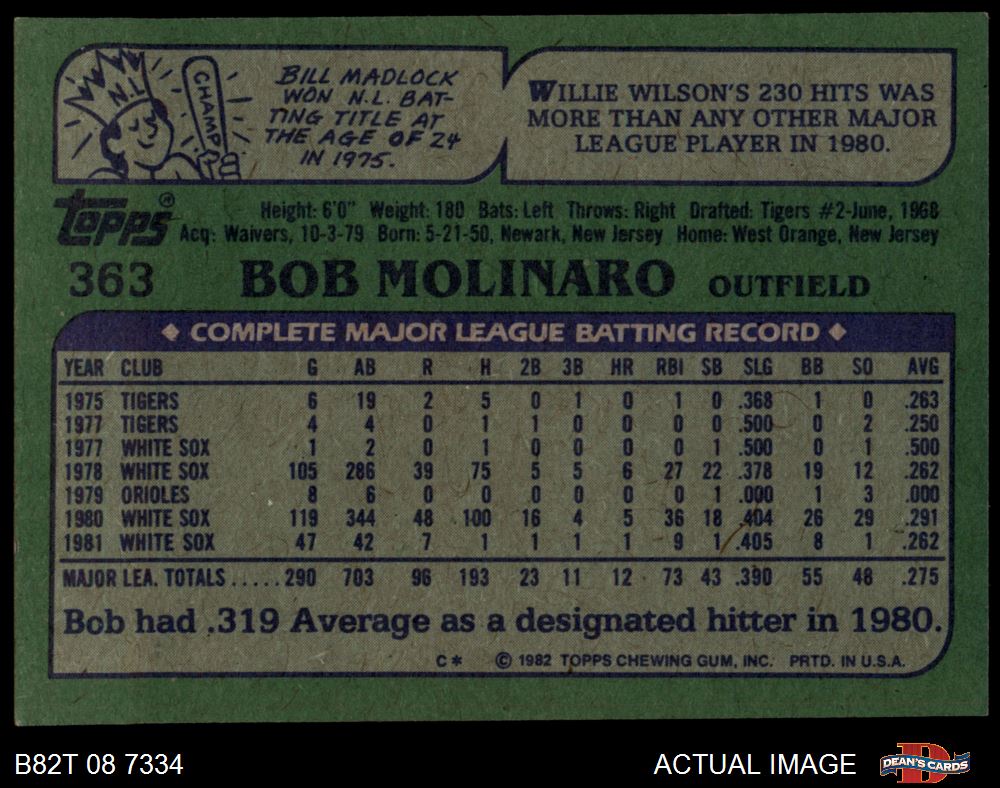 N.L.
CHAMP
BILL MADLOCK
WON N.L. BAT-
TING TITLE AT
THE AGE OF 24
IN 1975.
WILLIE WILSON'S 230 HITS WAS
MORE THAN ANY OTHER MAJOR
LEAGUE PLAYER IN 1980.
topps® Height: 6'0" Weight: 180 Bats: Left Throws: Right Drafted: Tigers #2-June, 1968
Acq: Waivers, 10-3-79 Born: 5-21-50, Newark, New Jersey Home: West Orange, New Jersey
363 BOB MOLINARO OUTFIELD
◆ COMPLETE MAJOR LEAGUE BATTING RECORD ◆
YEAR CLUB G AB R H 2B 3B HR RBI SB SLG BB SO AVG
1975 TIGERS 6 19 2 5 0 1 0 1 0 .368 1 0 .263
1977 TIGERS 4 4 0 1 1 0 0 0 0 .500 0 2 .250
1977 WHITE SOX 1 2 0 1 0 0 0 0 1 .500 0 1 .500
1978 WHITE SOX 105 286 39 75 5 5 6 27 22 .378 19 12 .262
1979 ORIOLES 8 6 0 0 0 0 0 0 1 .000 1 3 .000
1980 WHITE SOX 119 344 48 100 16 4 5 36 18 .404 26 29 .291
1981 WHITE SOX 47 42 7 1 1 1 1 9 1 .405 8 1 .262
MAJOR LEA. TOTALS.....290 703 96 193 23 11 12 73 43 .390 55 48 .275
Bob had .319 Average as a designated hitter in 1980.
C* © 1982 TOPPS CHEWING GUM, INC. PRTD. IN U.S.A.
B82T 08 7334 ACTUAL IMAGE D DEAN'S CARDS